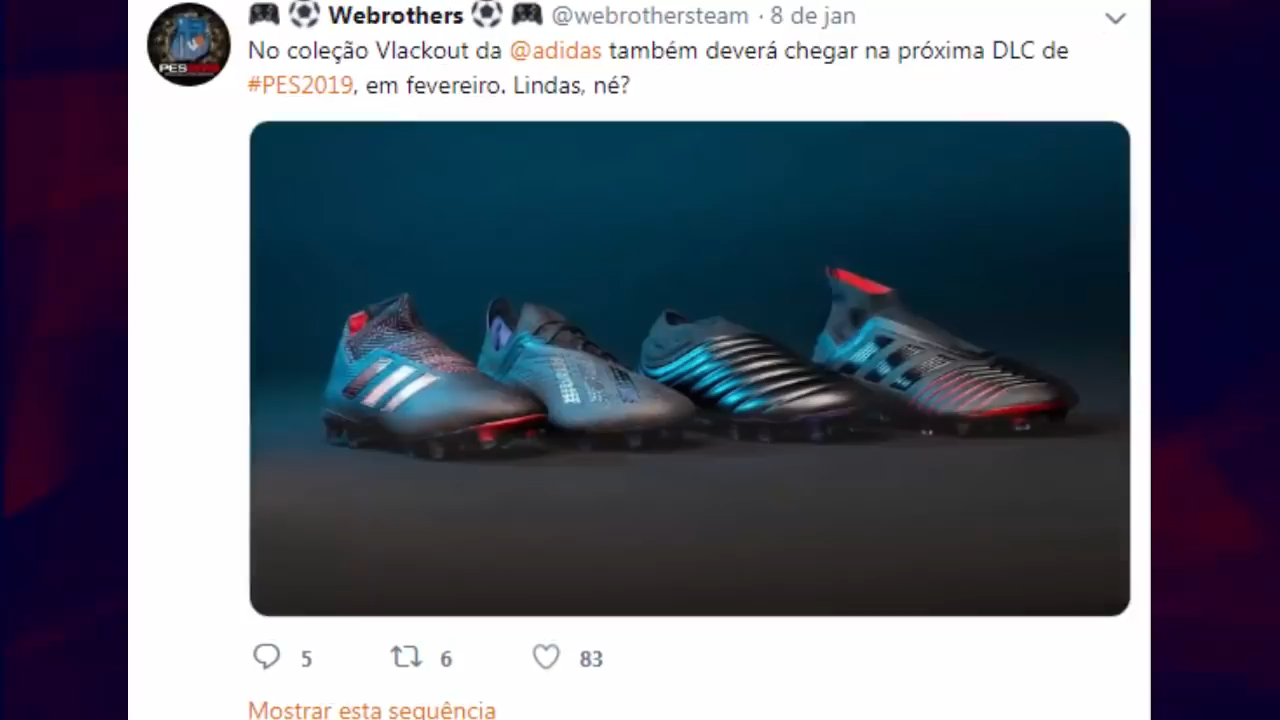 Webrothers @webrothersteam · 8 de jan
No coleção Vlackout da @adidas também deverá chegar na próxima DLC de
#PES2019, em fevereiro. Lindas, né?
PES2019
5 6 83
Mostrar esta sequência